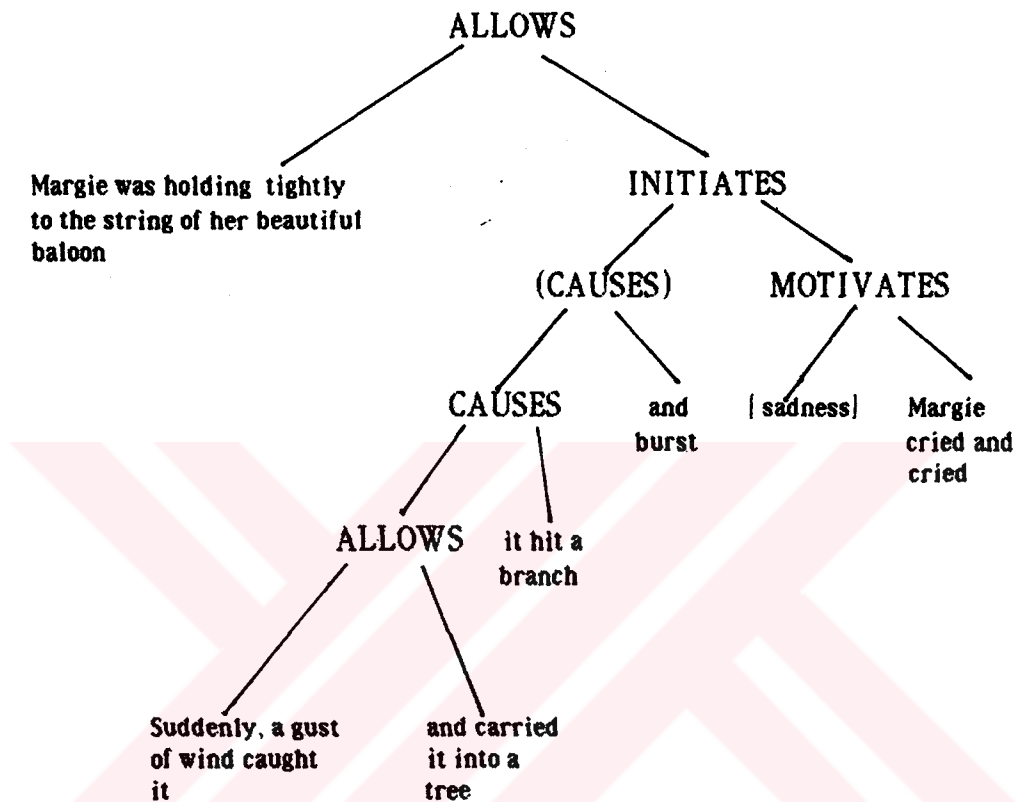 ALLOWS
Margie was holding tightly
to the string of her beautiful
baloon
INITIATES
(CAUSES)
MOTIVATES
CAUSES
and
burst
[sadness]
Margie
cried and
cried
ALLOWS
it hit a
branch
Suddenly, a gust
of wind caught
it
and carried
it into a
tree